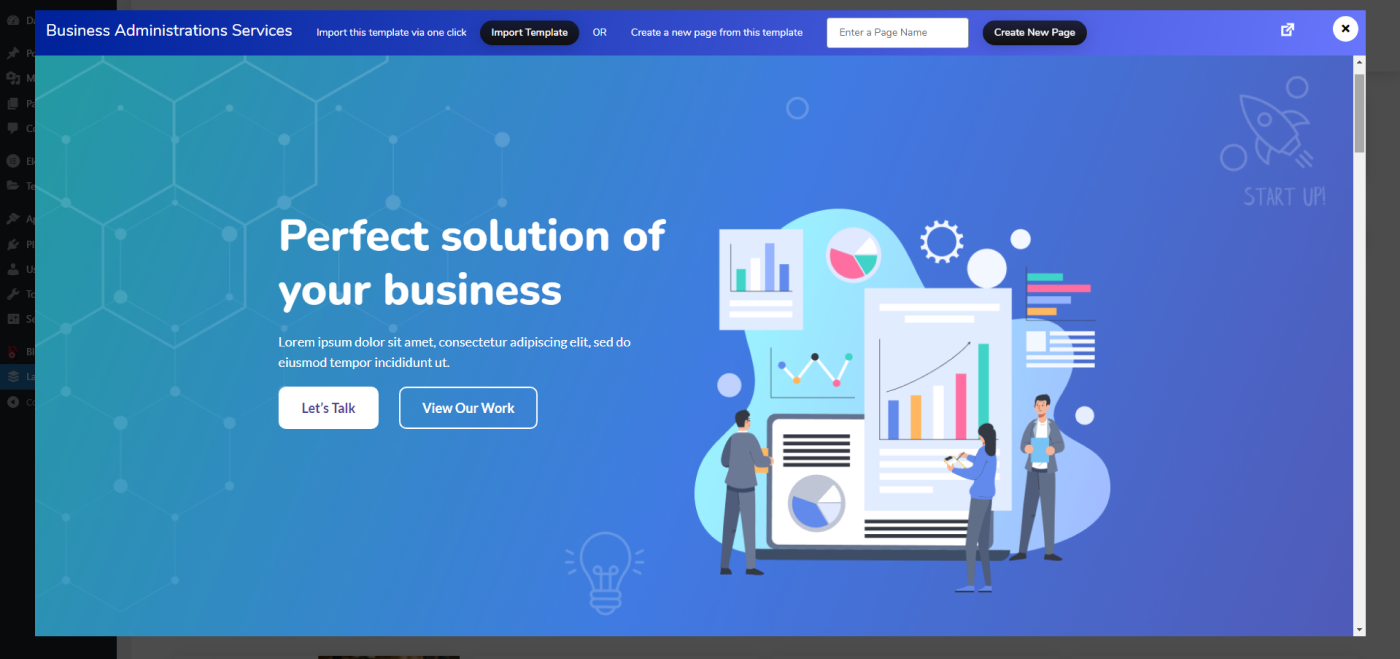 Business Administrations Services
Import this template via one click
Import Template
OR
Create a new page from this template
Enter a Page Name
Create New Page
START UP!
Perfect solution of
your business
Lorem ipsum dolor sit amet, consectetur adipiscing elit, sed do
eiusmod tempor incididunt ut.
Let's Talk
View Our Work